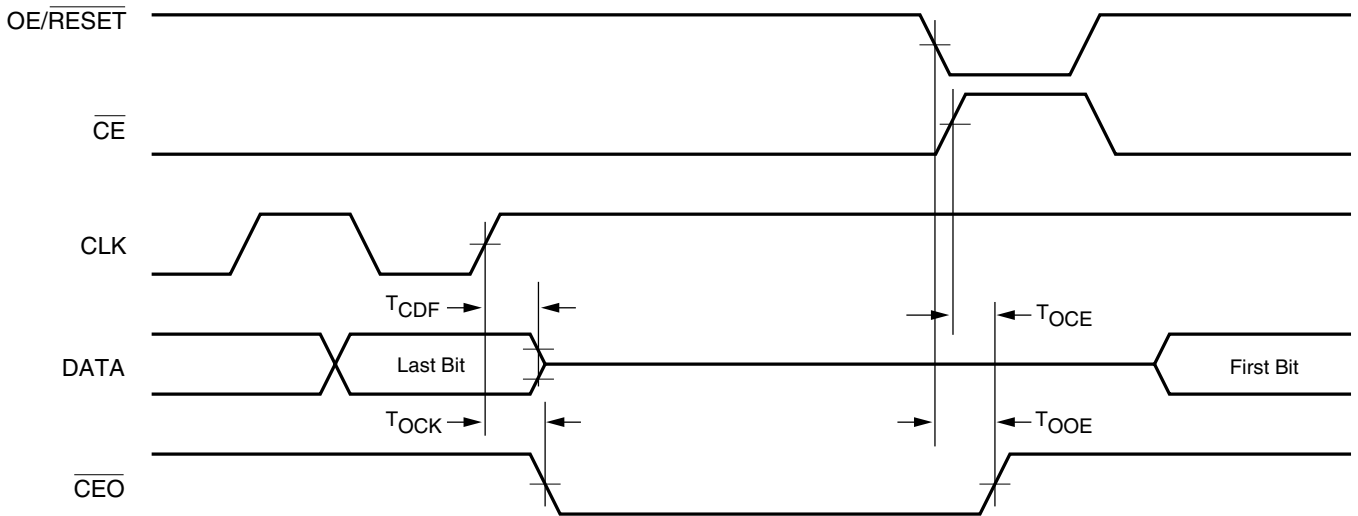 OE/RESET
CE
CLK
TCDF
TOCE
DATA
Last Bit
First Bit
TOCK
TOOE
CEO